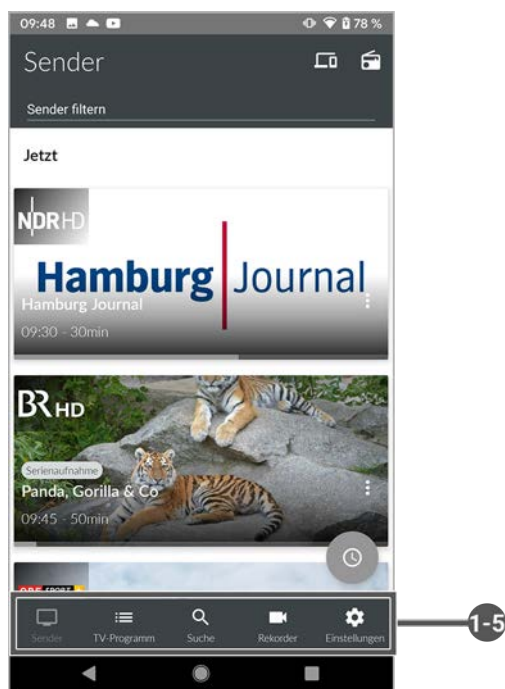 09:48 78 %
Sender
Sender filtern
Jetzt
NDR HD
Hamburg Journal
Hamburg Journal
09:30 - 30min
BR HD
Serienaufnahme
Panda, Gorilla & Co
09:45 - 50min
Sender TV-Programm Suche Rekorder Einstellungen
1-5